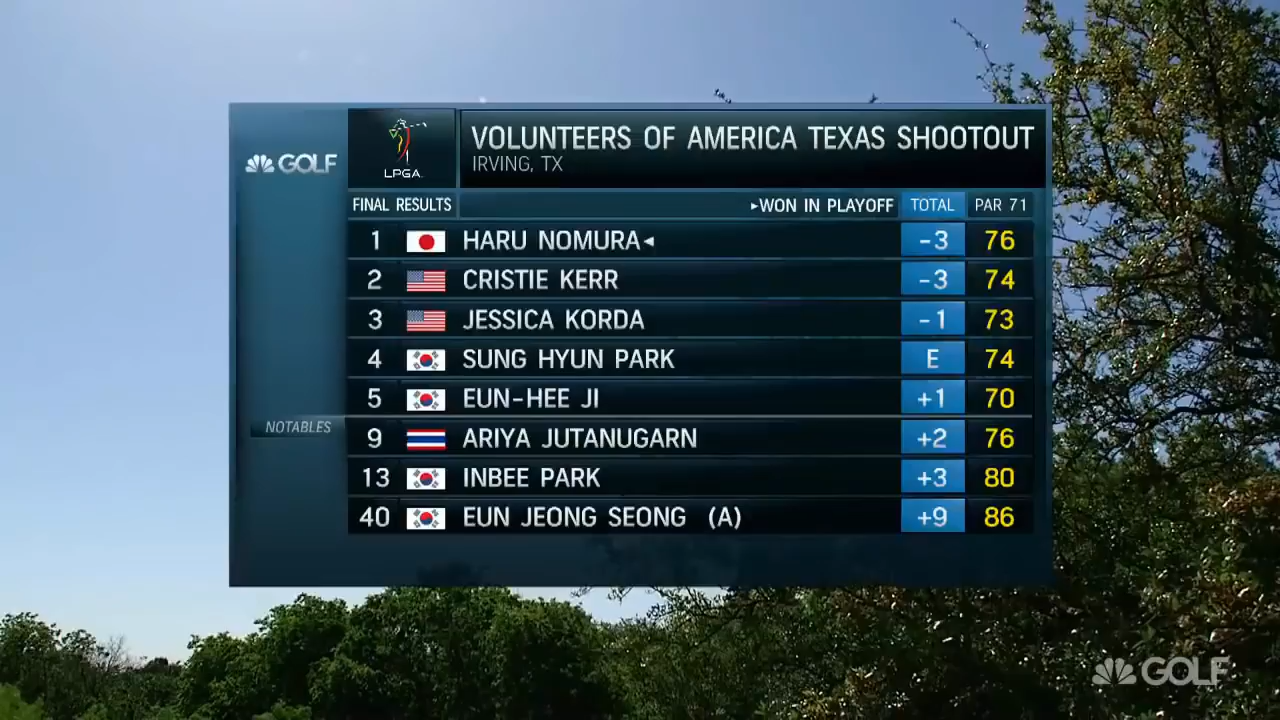 GOLF
LPGA
VOLUNTEERS OF AMERICA TEXAS SHOOTOUT
IRVING, TX
FINAL RESULTS ▸WON IN PLAYOFF TOTAL PAR 71
1 HARU NOMURA◂ -3 76
2 CRISTIE KERR -3 74
3 JESSICA KORDA -1 73
4 SUNG HYUN PARK E 74
5 EUN-HEE JI +1 70
NOTABLES
9 ARIYA JUTANUGARN +2 76
13 INBEE PARK +3 80
40 EUN JEONG SEONG (A) +9 86
GOLF